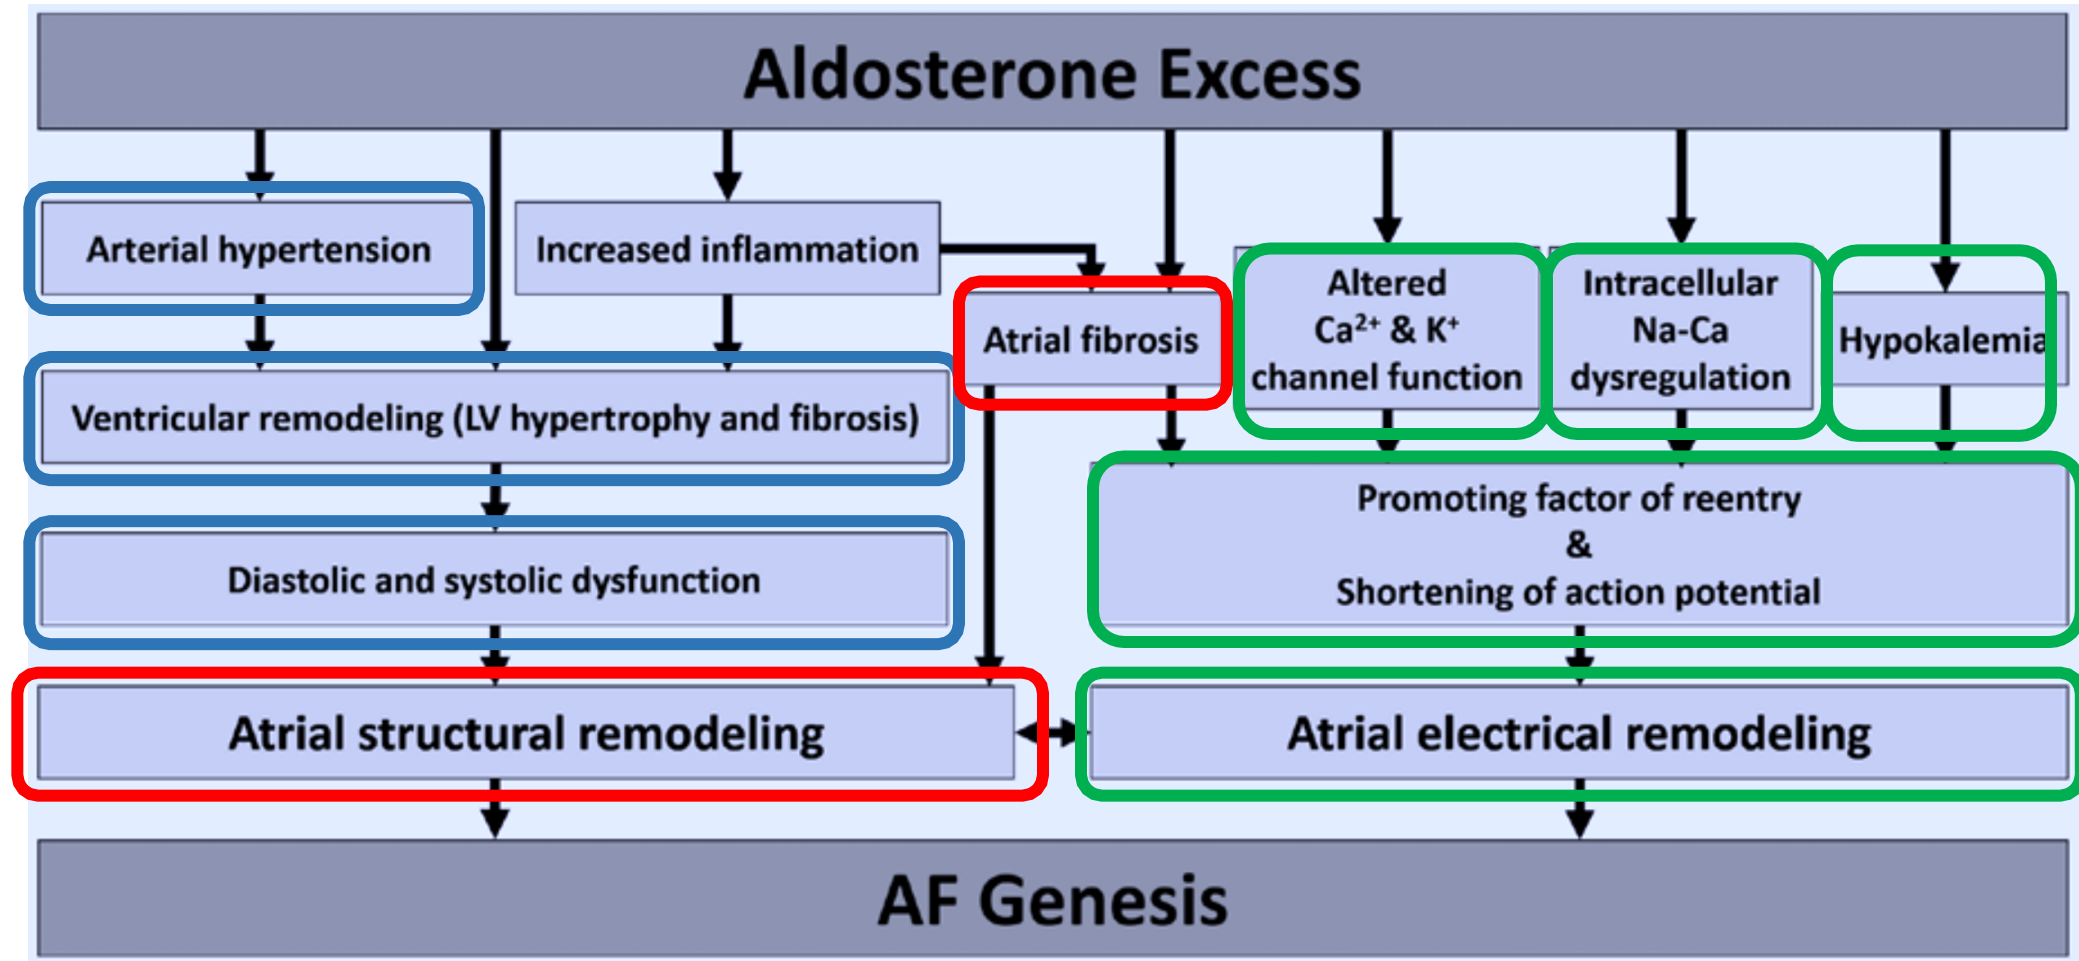 Aldosterone Excess
Arterial hypertension
Increased inflammation
Atrial fibrosis
Altered
Ca²⁺ & K⁺
channel function
Intracellular
Na-Ca
dysregulation
Hypokalemia
Ventricular remodeling (LV hypertrophy and fibrosis)
Promoting factor of reentry
&
Shortening of action potential
Diastolic and systolic dysfunction
Atrial structural remodeling
Atrial electrical remodeling
AF Genesis